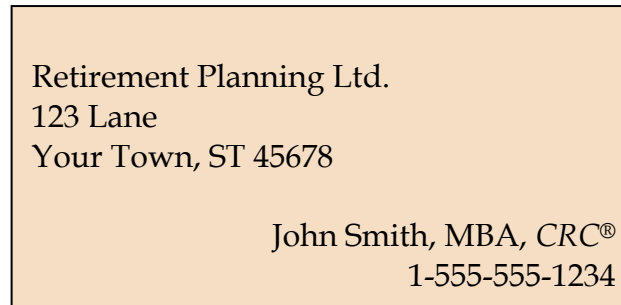 Retirement Planning Ltd.
123 Lane
Your Town, ST 45678
John Smith, MBA, CRC®
1-555-555-1234